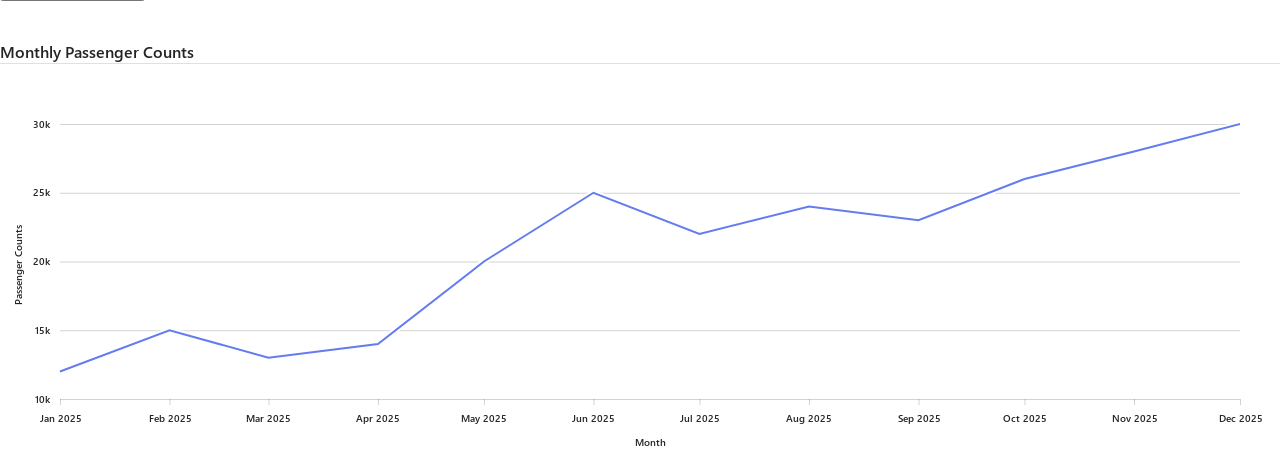 Monthly Passenger Counts
30k
25k
20k
15k
10k
Passenger Counts
Jan 2025 Feb 2025 Mar 2025 Apr 2025 May 2025 Jun 2025 Jul 2025 Aug 2025 Sep 2025 Oct 2025 Nov 2025 Dec 2025
Month